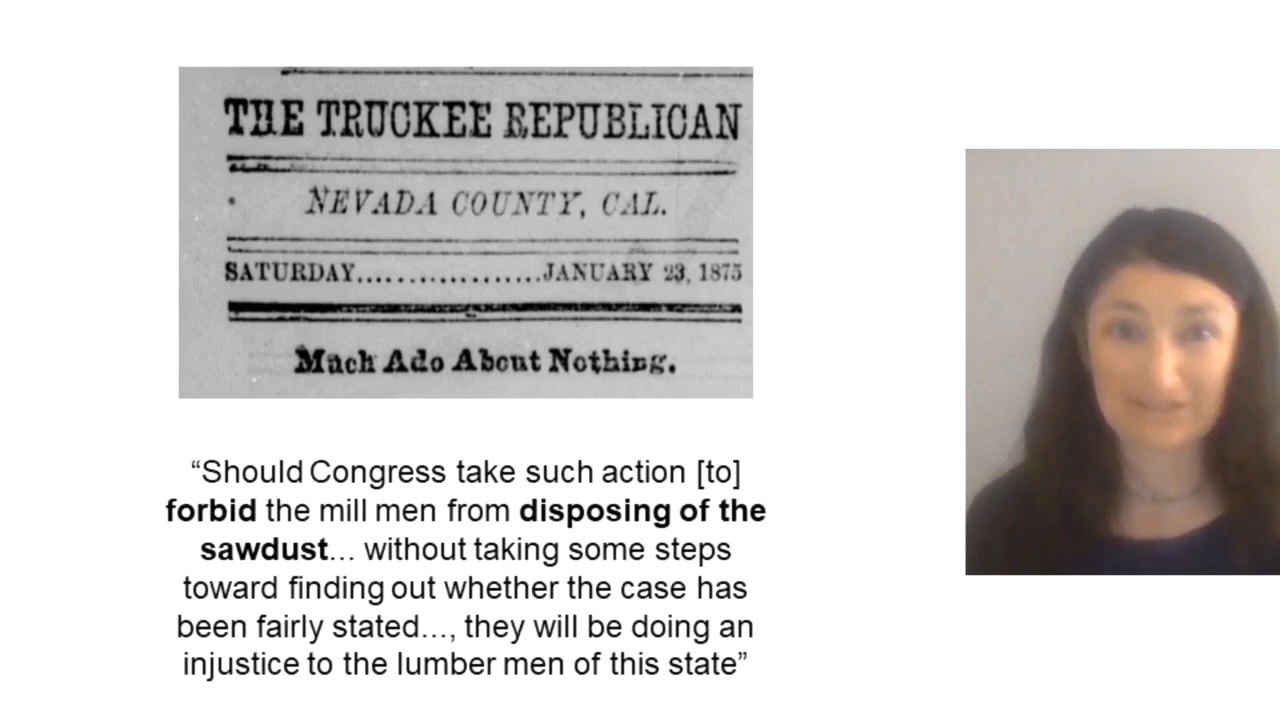 THE TRUCKEE REPUBLICAN
NEVADA COUNTY, CAL.
SATURDAY..................JANUARY 23, 1875
Much Ado About Nothing.
“Should Congress take such action [to]
forbid the mill men from disposing of the
sawdust... without taking some steps
toward finding out whether the case has
been fairly stated..., they will be doing an
injustice to the lumber men of this state”